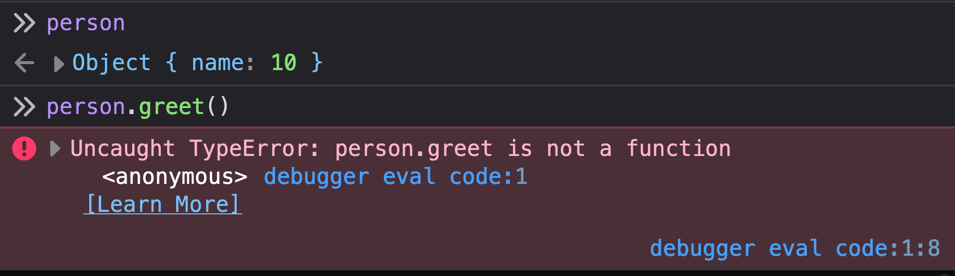 ≫ person
← ▶ Object { name: 10 }
≫ person.greet()
! ▶ Uncaught TypeError: person.greet is not a function
<anonymous> debugger eval code:1
[Learn More]
debugger eval code:1:8